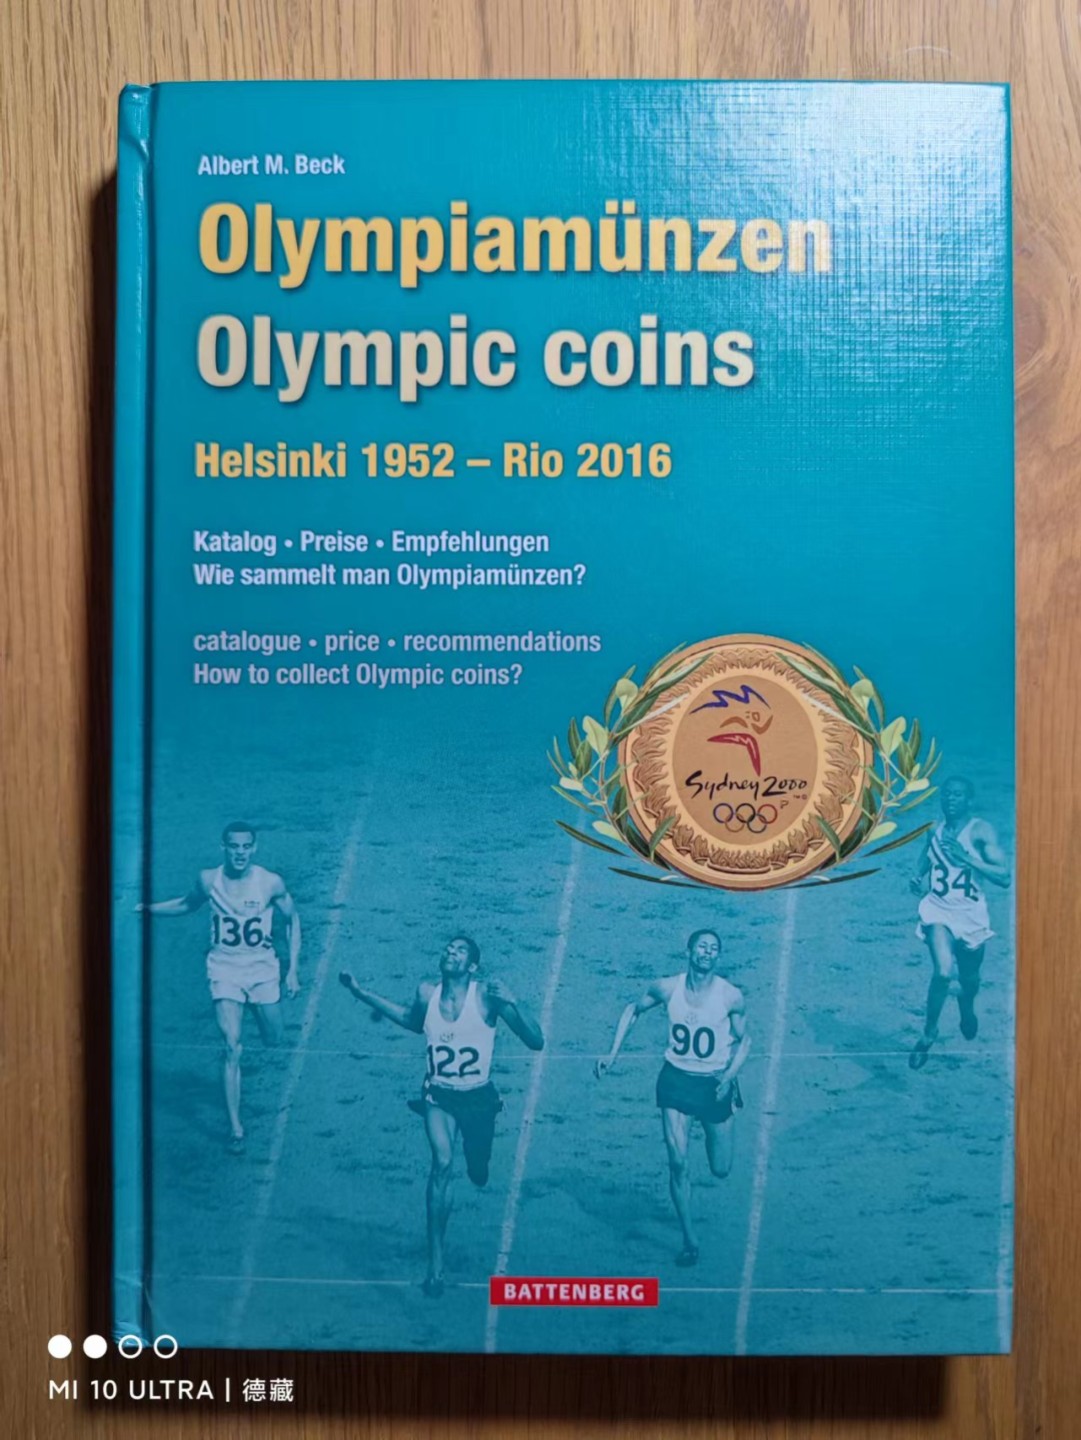 Albert M. Beck
Olympiamünzen
Olympic coins
Helsinki 1952 – Rio 2016
Katalog • Preise • Empfehlungen
Wie sammelt man Olympiamünzen?
catalogue • price • recommendations
How to collect Olympic coins?
Sydney 2000
P
136
34
122
90
BATTENBERG
MI 10 ULTRA | 德藏